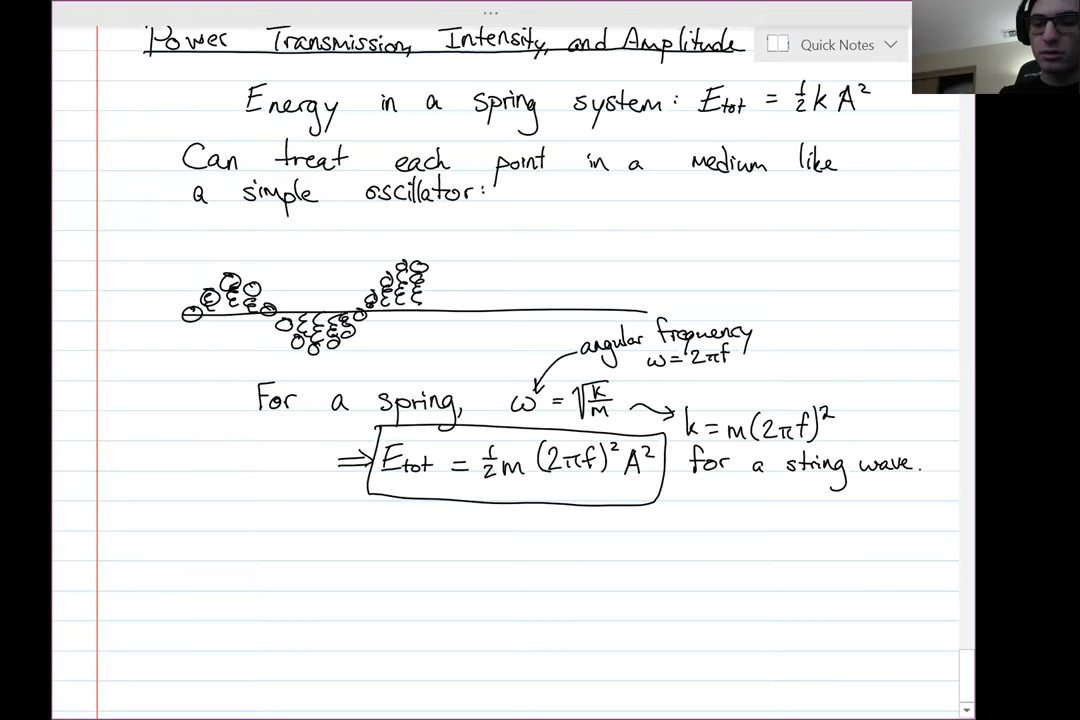 Power Transmission, Intensity, and Amplitude
Quick Notes
Energy in a spring system: Etot = ½ k A²
Can treat each point in a medium like
a simple oscillator:
angular frequency
ω = 2πf
For a spring, ω = √(k/m)
k = m(2πf)²
⇒ Etot = ½ m (2πf)² A²
for a string wave.